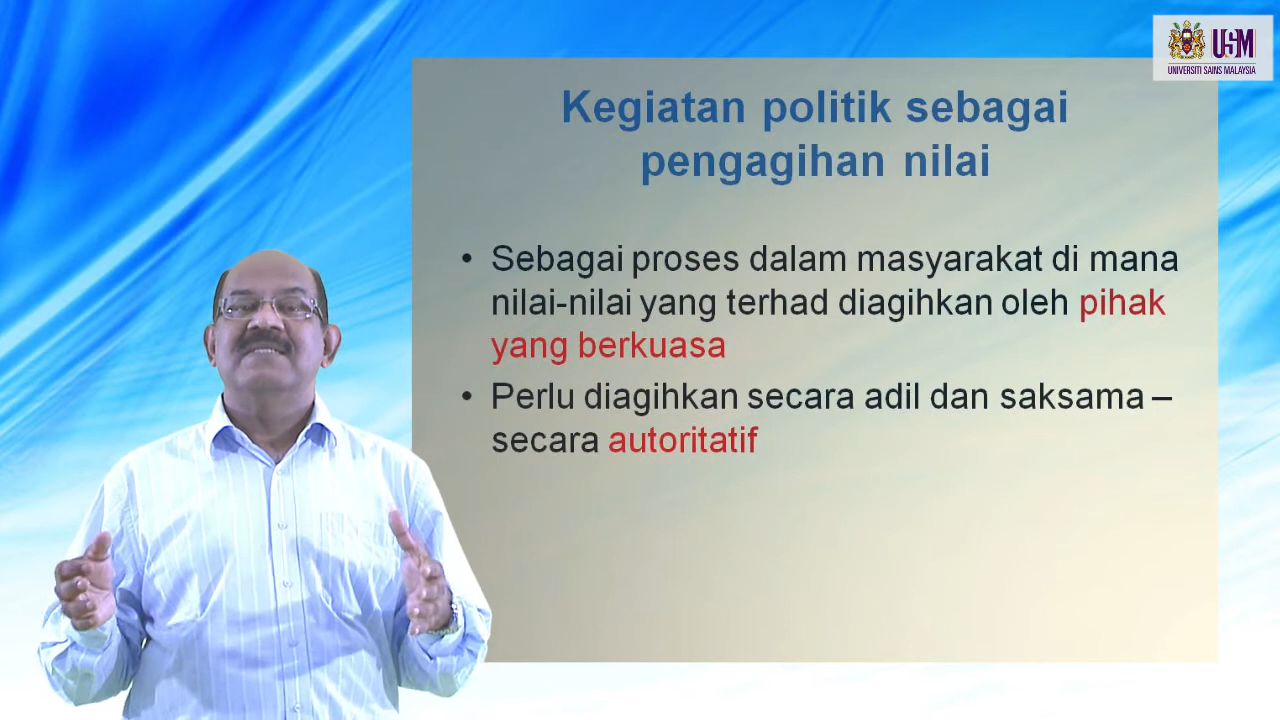 USM
UNIVERSITI SAINS MALAYSIA
Kegiatan politik sebagai
pengagihan nilai
• Sebagai proses dalam masyarakat di mana
nilai-nilai yang terhad diagihkan oleh pihak
yang berkuasa
• Perlu diagihkan secara adil dan saksama –
secara autoritatif